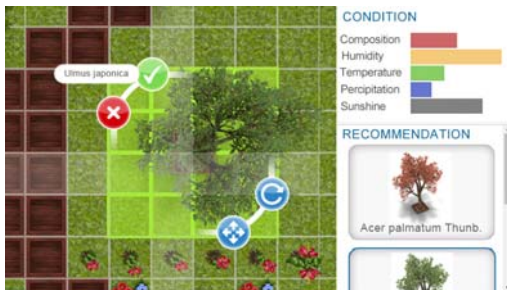 Ulmus japonica
CONDITION
Composition
Humidity
Temperature
Percipitation
Sunshine
RECOMMENDATION
Acer palmatum Thunb.